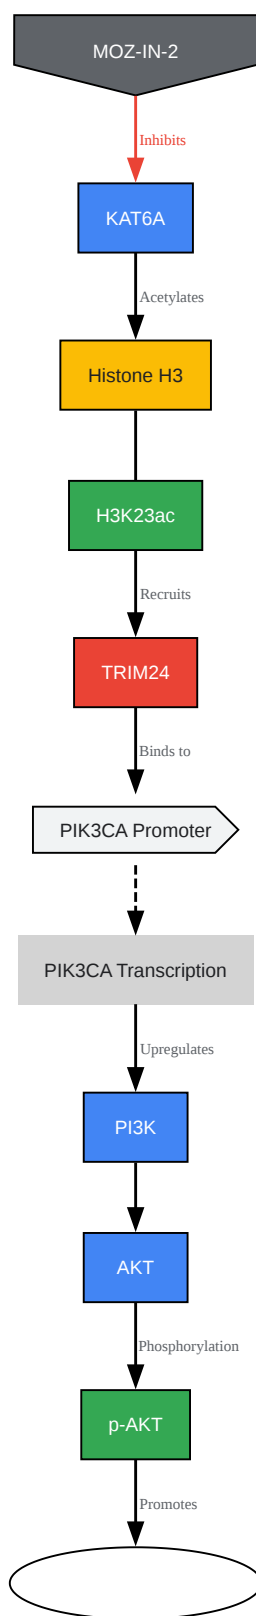 MOZ-IN-2
Inhibits
KAT6A
Acetylates
Histone H3
H3K23ac
Recruits
TRIM24
Binds to
PIK3CA Promoter
PIK3CA Transcription
Upregulates
PI3K
AKT
Phosphorylation
p-AKT
Promotes